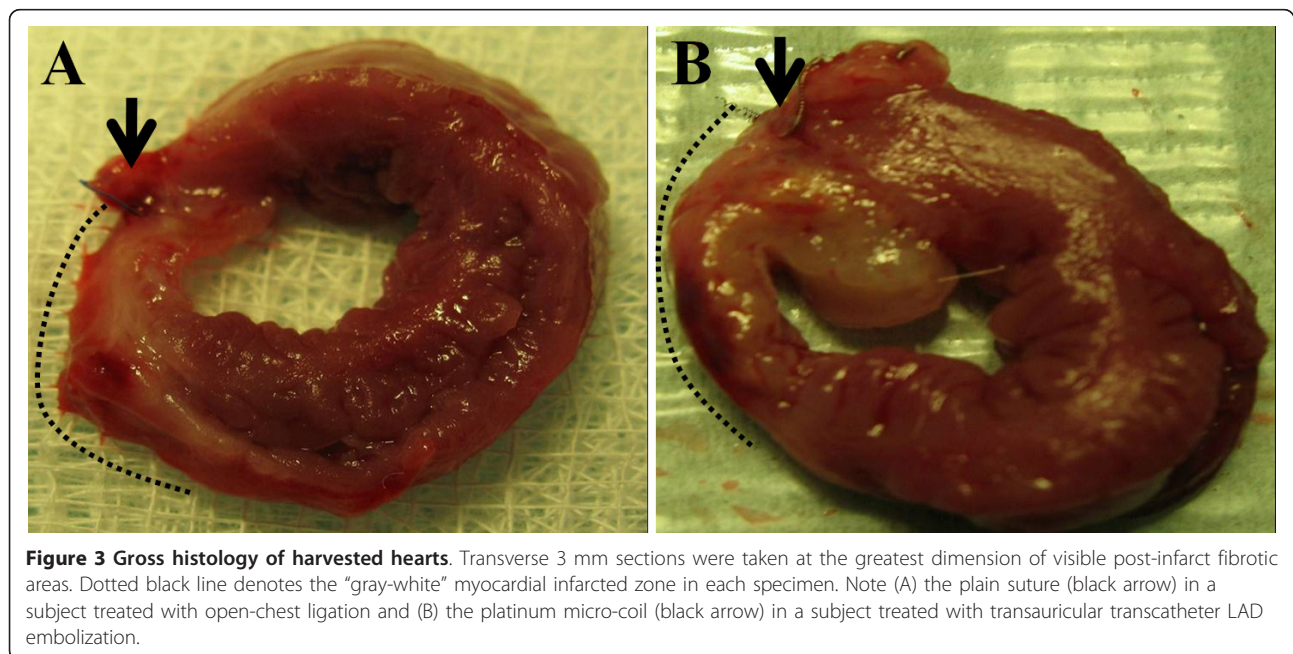 A
B
Figure 3 Gross histology of harvested hearts. Transverse 3 mm sections were taken at the greatest dimension of visible post-infarct fibrotic
areas. Dotted black line denotes the “gray-white” myocardial infarcted zone in each specimen. Note (A) the plain suture (black arrow) in a
subject treated with open-chest ligation and (B) the platinum micro-coil (black arrow) in a subject treated with transauricular transcatheter LAD
embolization.